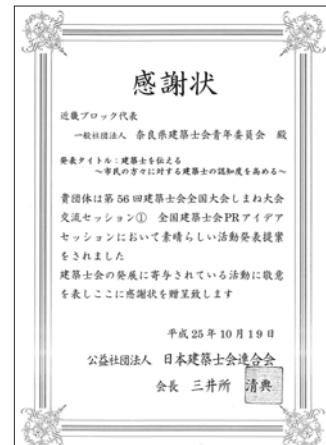 感謝状
近畿ブロック代表
一般社団法人 奈良県建築士会青年委員会 殿
発表タイトル:建築士を伝える
~市民の方々に対する建築士の認知度を高める~
貴団体は第56回建築士会全国大会しまね大会
交流セッション① 全国建築士会PRアイデア
セッションにおいて素晴らしい活動発表提案
をされました
建築士会の発展に寄与されている活動に敬意
を表しここに感謝状を贈呈致します
平成25年10月19日
公益社団法人 日本建築士会連合会
会長 三井所 清典